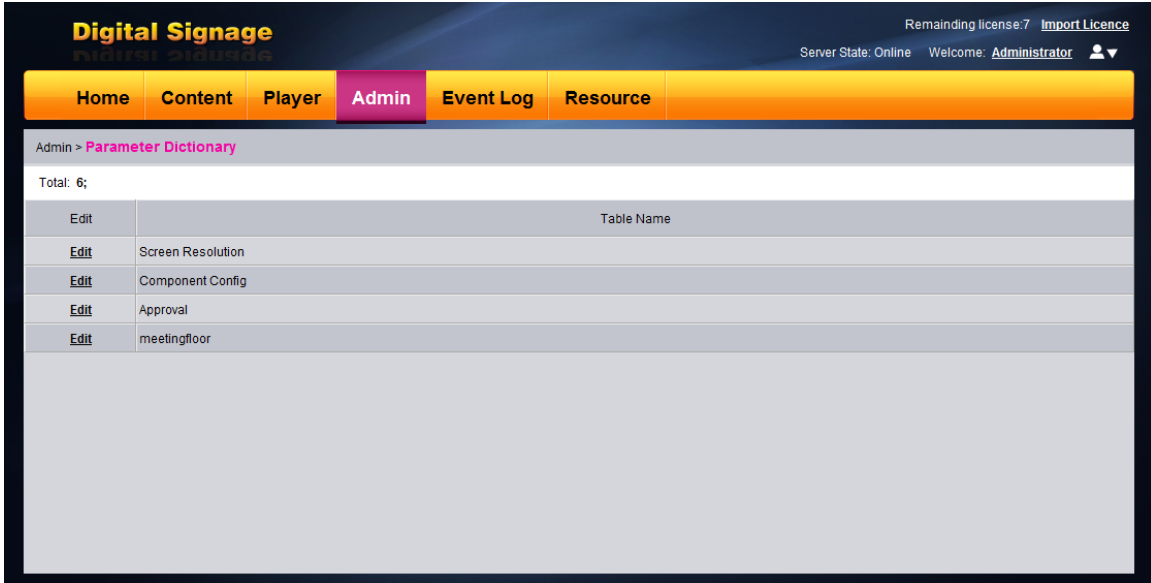 Digital Signage
Remainding license:7 Import Licence
Server State: Online Welcome: Administrator
Home Content Player Admin Event Log Resource
Admin > Parameter Dictionary
Total: 6;
Edit Table Name
Edit Screen Resolution
Edit Component Config
Edit Approval
Edit meetingfloor